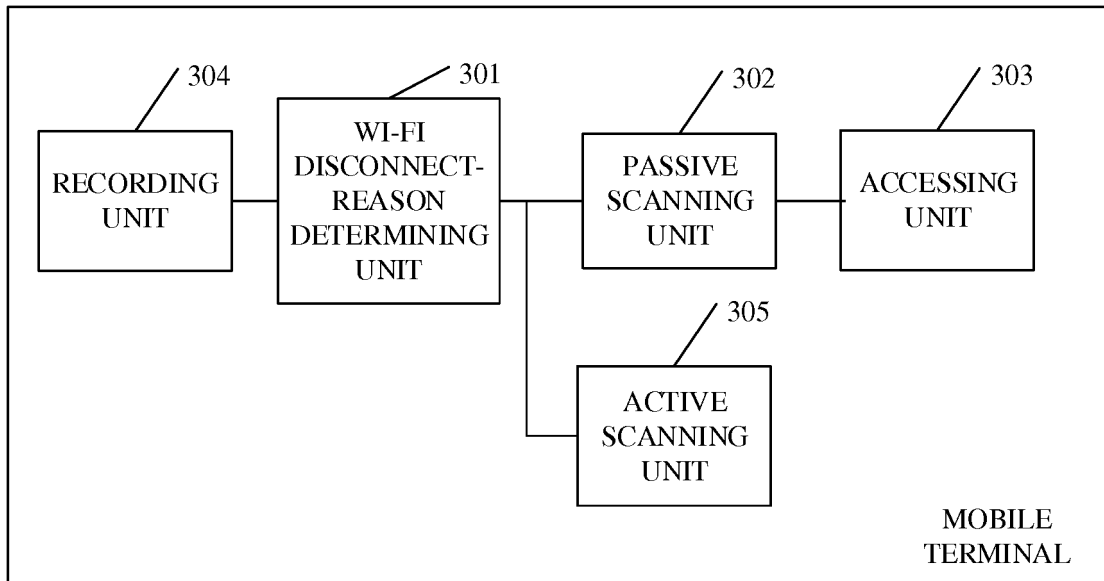 304
301
302
303
RECORDING
UNIT
WI-FI
DISCONNECT-
REASON
DETERMINING
UNIT
PASSIVE
SCANNING
UNIT
ACCESSING
UNIT
305
ACTIVE
SCANNING
UNIT
MOBILE
TERMINAL